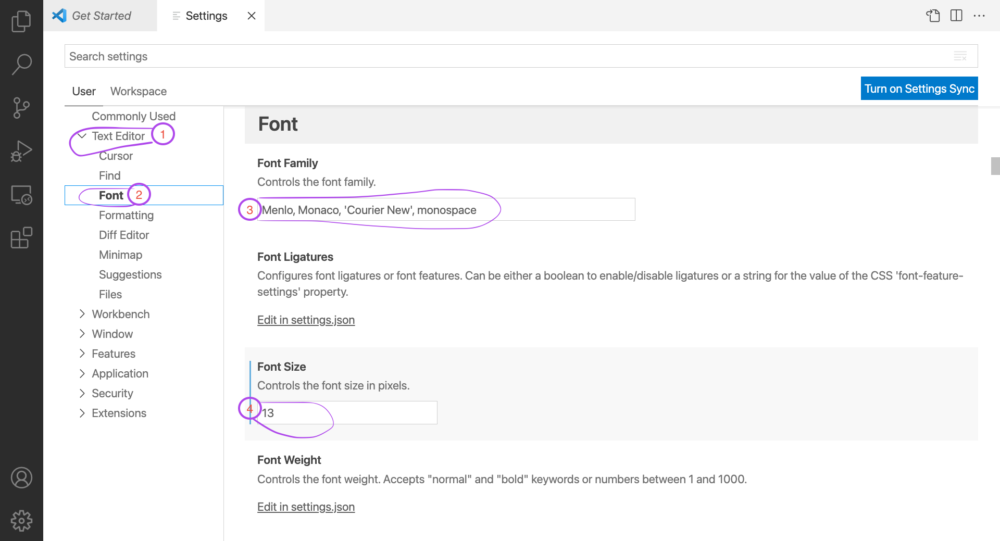 Get Started
Settings
Search settings
User
Workspace
Turn on Settings Sync
Commonly Used
Text Editor
1
Cursor
Find
Font
2
Formatting
Diff Editor
Minimap
Suggestions
Files
Workbench
Window
Features
Application
Security
Extensions
Font
Font Family
Controls the font family.
3
Menlo, Monaco, 'Courier New', monospace
Font Ligatures
Configures font ligatures or font features. Can be either a boolean to enable/disable ligatures or a string for the value of the CSS 'font-feature-
settings' property.
Edit in settings.json
Font Size
Controls the font size in pixels.
4
13
Font Weight
Controls the font weight. Accepts "normal" and "bold" keywords or numbers between 1 and 1000.
Edit in settings.json